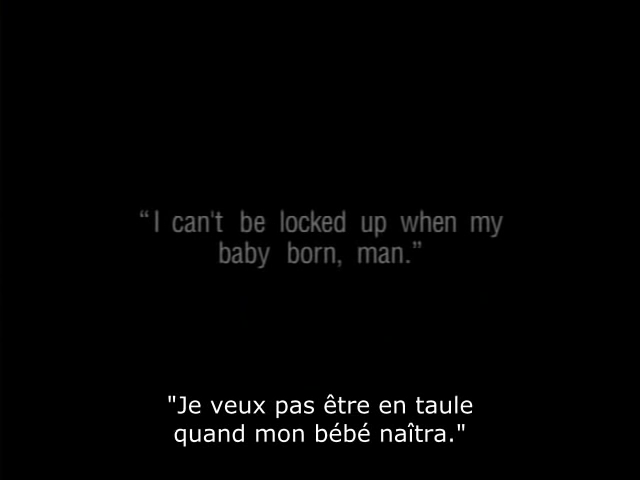 “I can't be locked up when my
baby born, man.”
"Je veux pas être en taule
quand mon bébé naîtra."